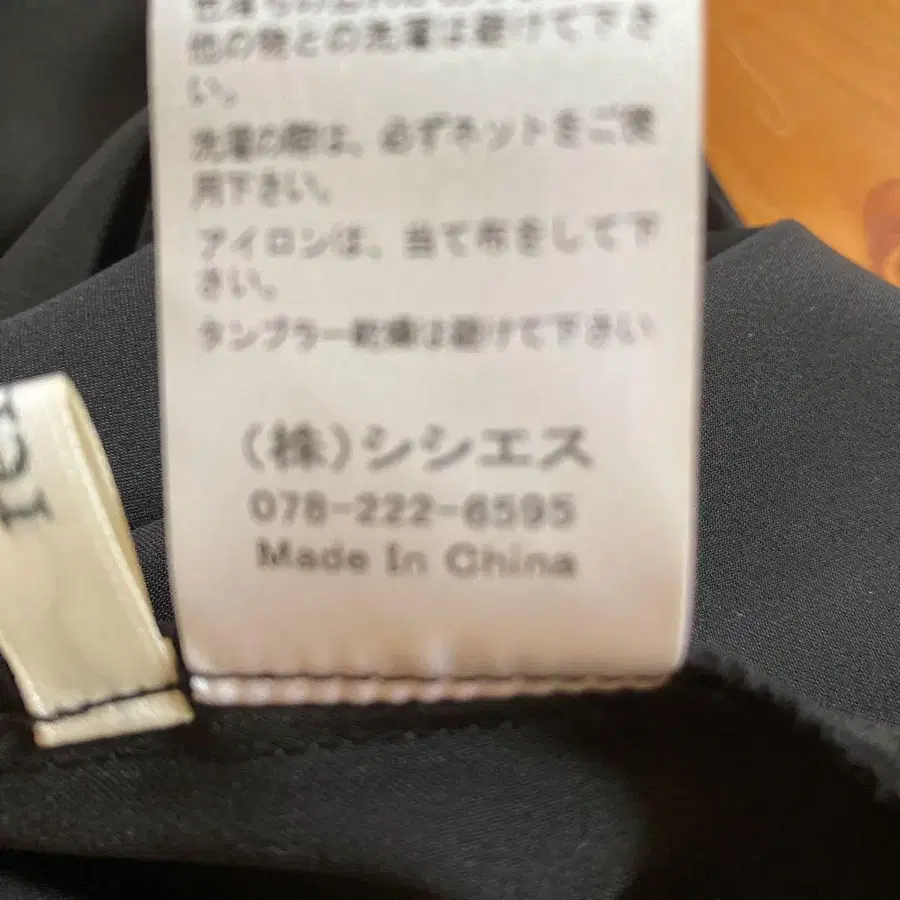 他の物との洗濯は避けて下さ
い。
洗濯の際は、必ずネットをご使
用下さい。
アイロンは、当て布をして下
さい。
タンブラー乾燥は避けて下さい
(株)シシエス
078-222-6595
Made In China